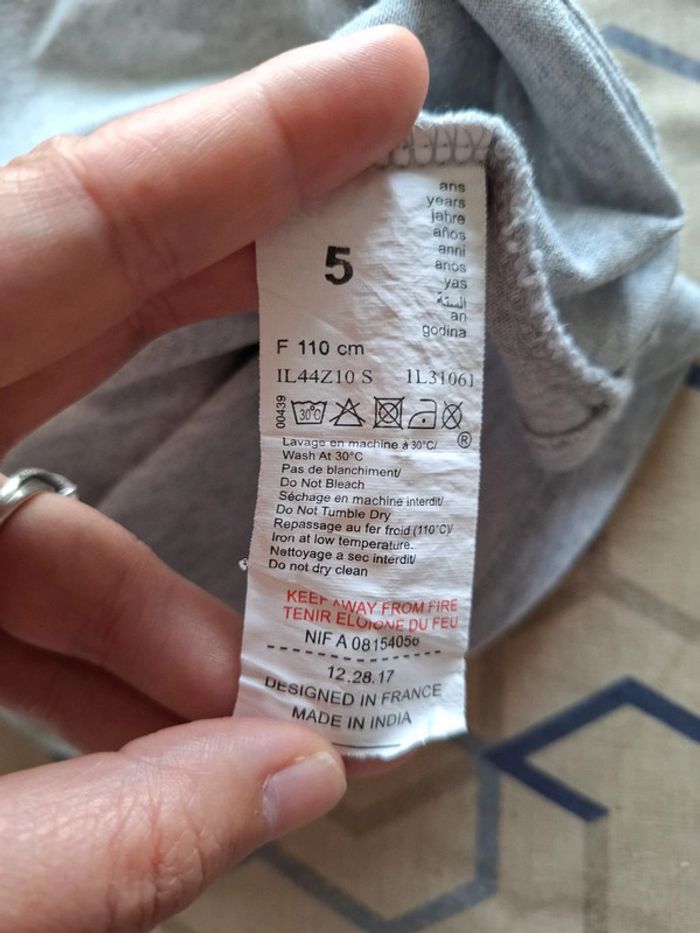 5
ans
years
jahre
años
anni
anos
yas
an
godina
F 110 cm
IL44Z10 S 1L31061
00439
30°C
®
Lavage en machine à 30°C/
Wash At 30°C
Pas de blanchiment/
Do Not Bleach
Séchage en machine interdit/
Do Not Tumble Dry
Repassage au fer froid (110°C)/
Iron at low temperature.
Nettoyage a sec interdit/
Do not dry clean
KEEP AWAY FROM FIRE
TENIR ELOIGNE DU FEU
NIF A 08154056
12.28.17
DESIGNED IN FRANCE
MADE IN INDIA